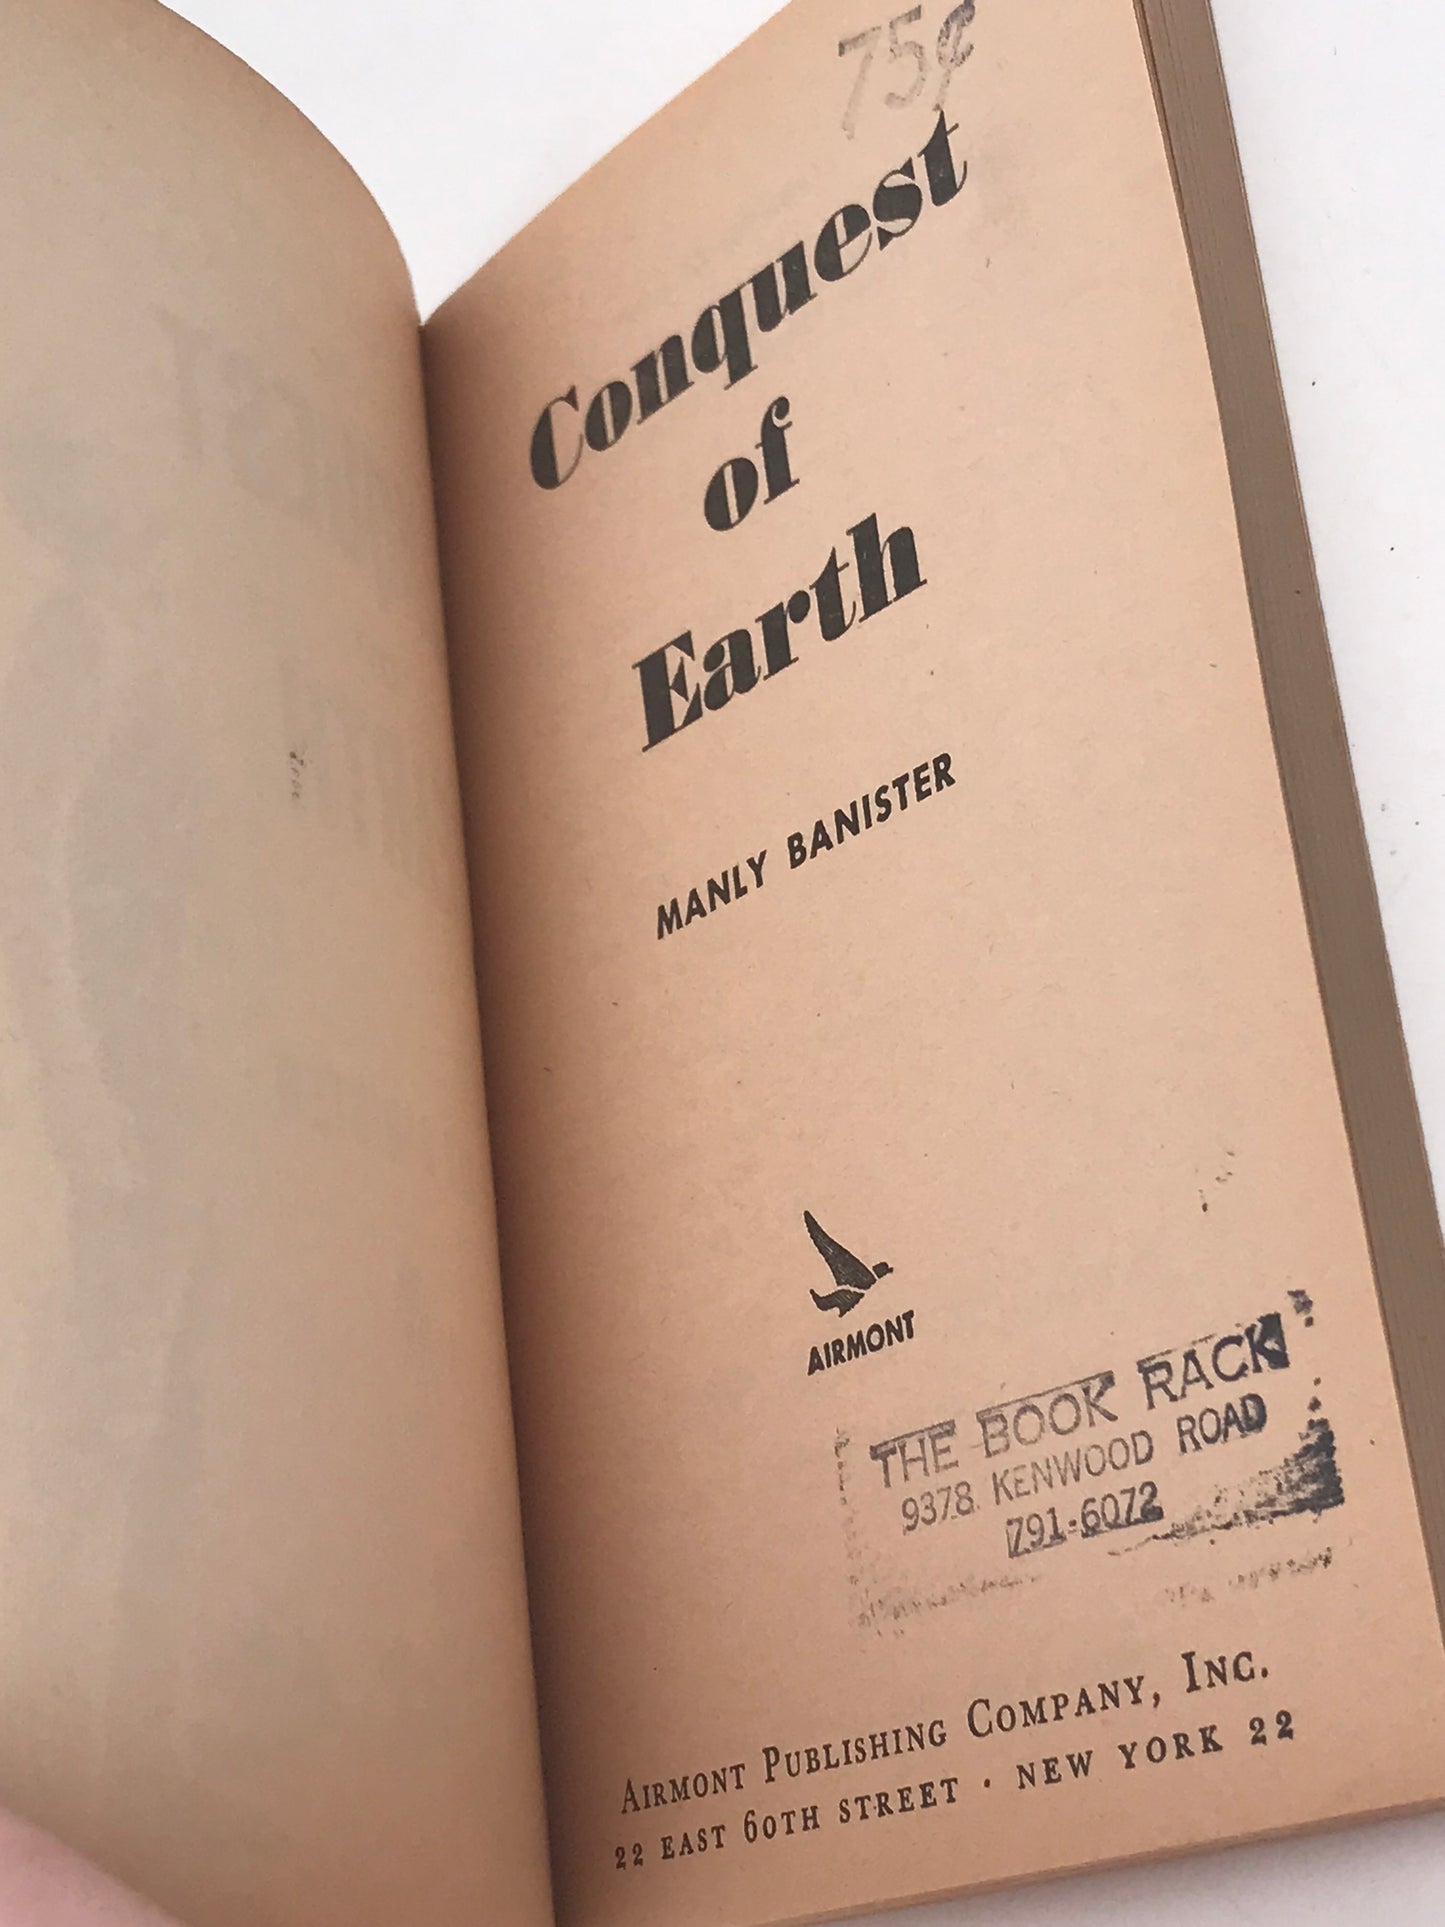 75¢
Conquest
of
Earth
MANLY BANISTER
AIRMONT
THE BOOK RACK
9378 KENWOOD ROAD
791-6072
AIRMONT PUBLISHING COMPANY, INC.
22 EAST 60TH STREET · NEW YORK 22